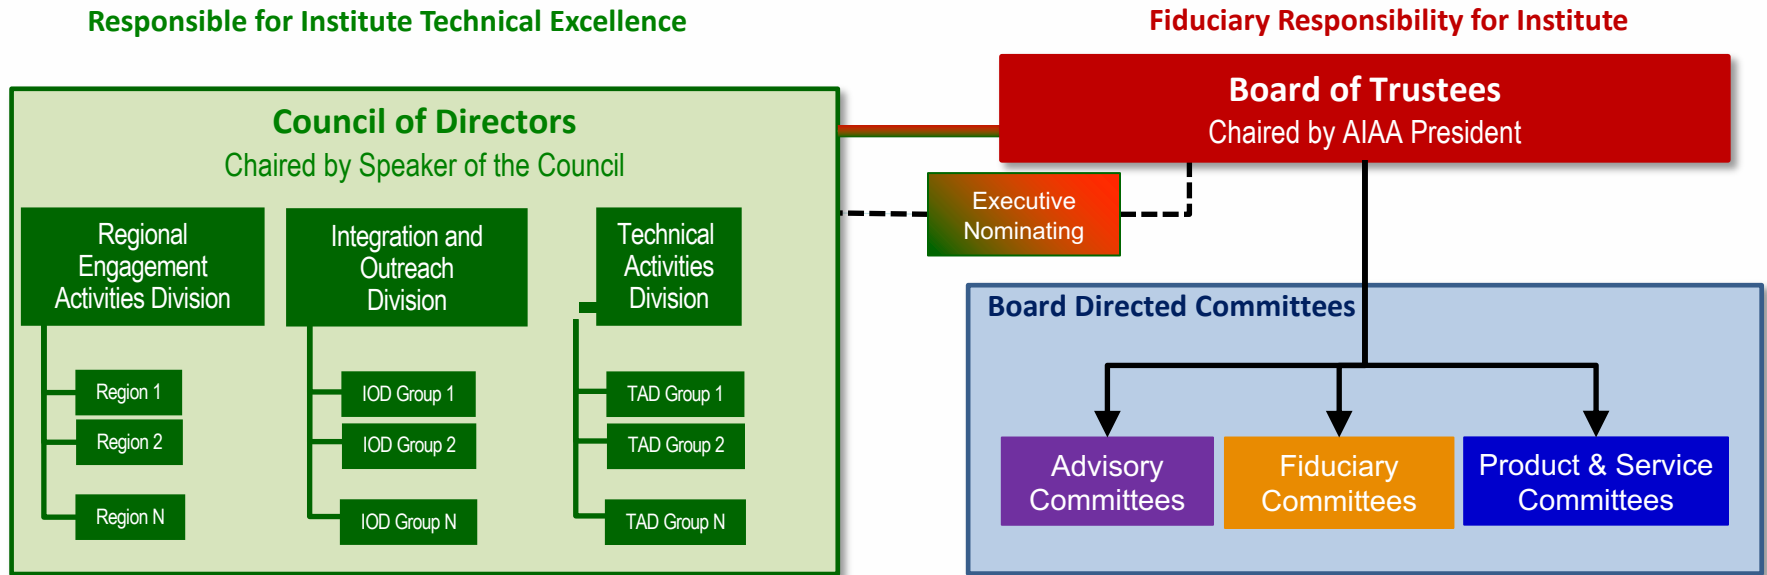 Responsible for Institute Technical Excellence
Fiduciary Responsibility for Institute
Council of Directors
Chaired by Speaker of the Council
Board of Trustees
Chaired by AIAA President
Executive
Nominating
Regional
Engagement
Activities Division
Region 1
Region 2
Region N
Integration and
Outreach
Division
IOD Group 1
IOD Group 2
IOD Group N
Technical
Activities
Division
TAD Group 1
TAD Group 2
TAD Group N
Board Directed Committees
Advisory
Committees
Fiduciary
Committees
Product & Service
Committees